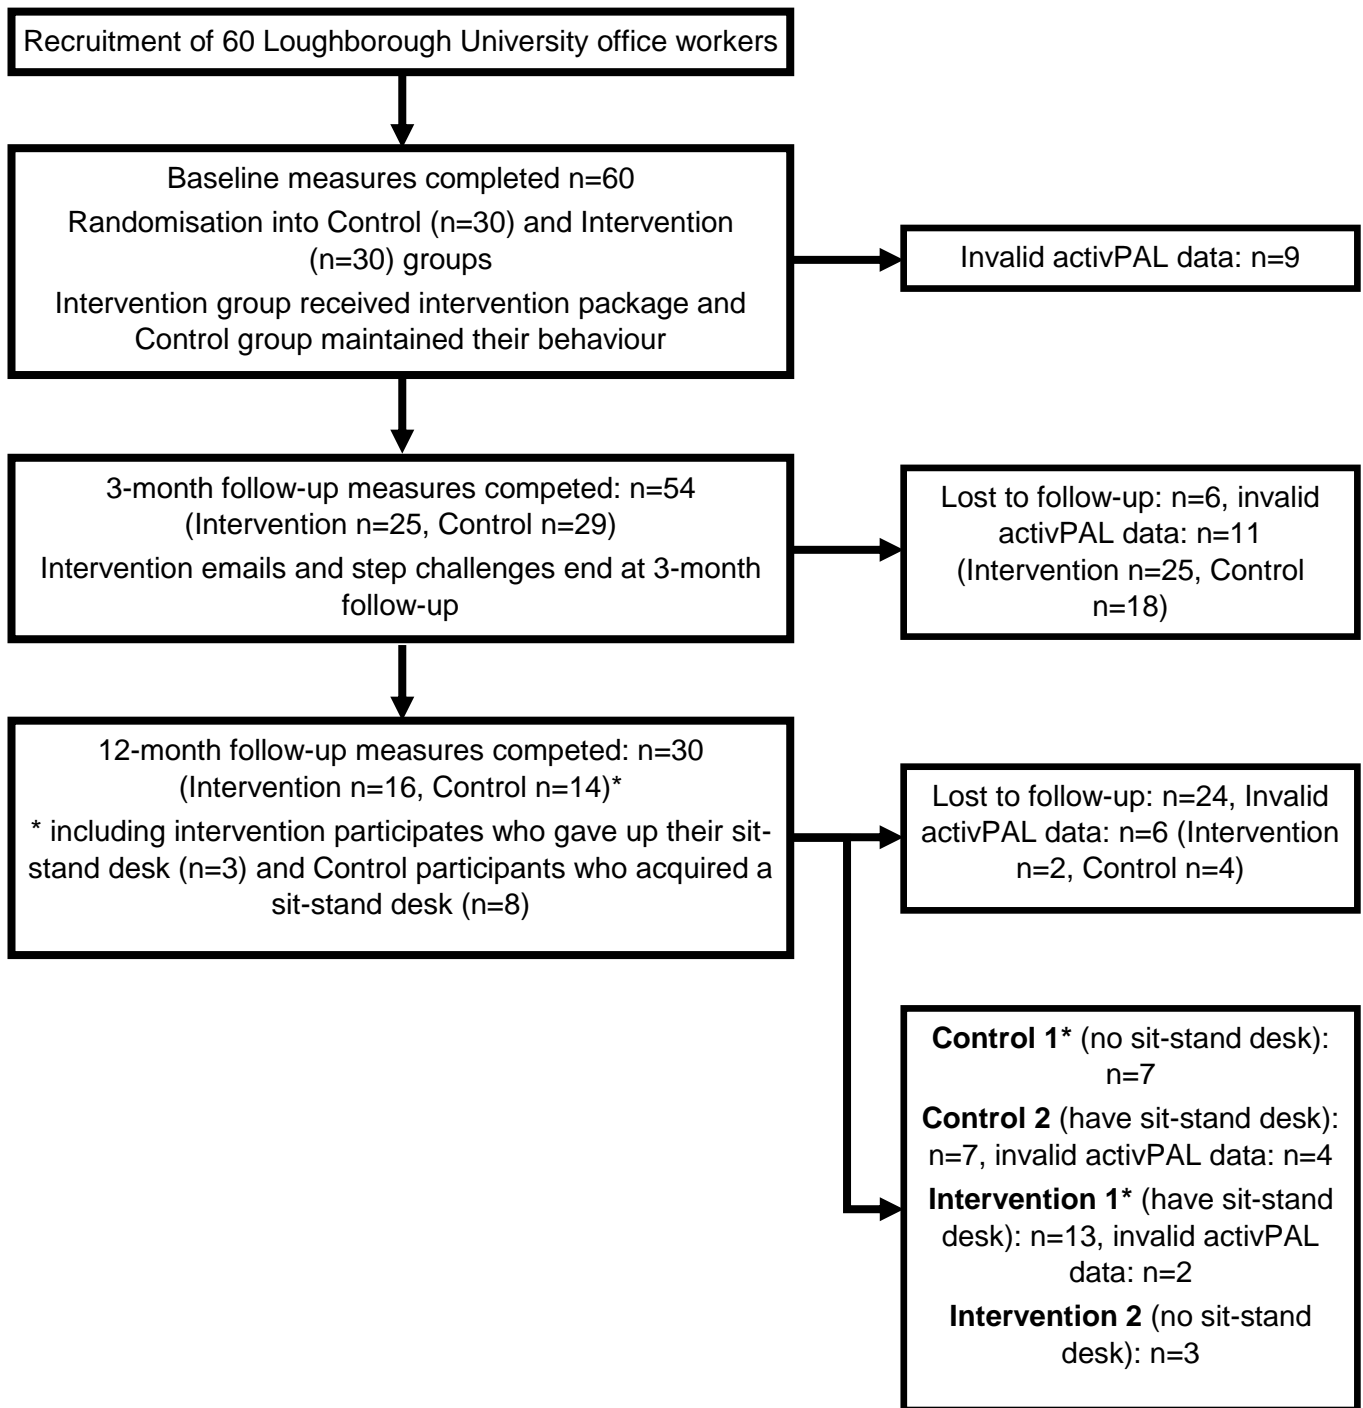 Recruitment of 60 Loughborough University office workers
Baseline measures completed n=60
Randomisation into Control (n=30) and Intervention
(n=30) groups
Intervention group received intervention package and
Control group maintained their behaviour
Invalid activPAL data: n=9
3-month follow-up measures competed: n=54
(Intervention n=25, Control n=29)
Intervention emails and step challenges end at 3-month
follow-up
Lost to follow-up: n=6, invalid
activPAL data: n=11
(Intervention n=25, Control
n=18)
12-month follow-up measures competed: n=30
(Intervention n=16, Control n=14)*
* including intervention participates who gave up their sit-
stand desk (n=3) and Control participants who acquired a
sit-stand desk (n=8)
Lost to follow-up: n=24, Invalid
activPAL data: n=6 (Intervention
n=2, Control n=4)
Control 1* (no sit-stand desk):
n=7
Control 2 (have sit-stand desk):
n=7, invalid activPAL data: n=4
Intervention 1* (have sit-stand
desk): n=13, invalid activPAL
data: n=2
Intervention 2 (no sit-stand
desk): n=3